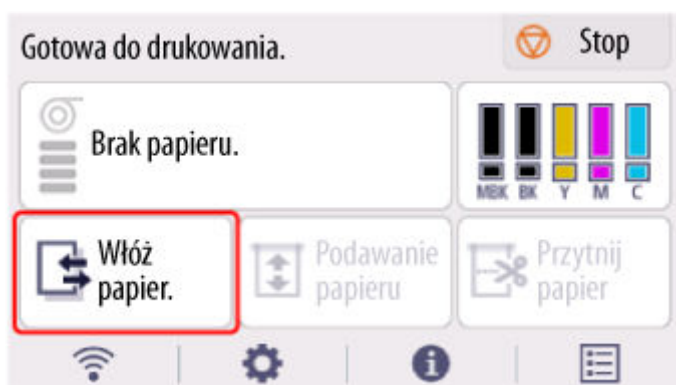 Gotowa do drukowania.
Stop
Brak papieru.
MBK BK Y M C
Włóż
papier.
Podawanie
papieru
Przytnij
papier